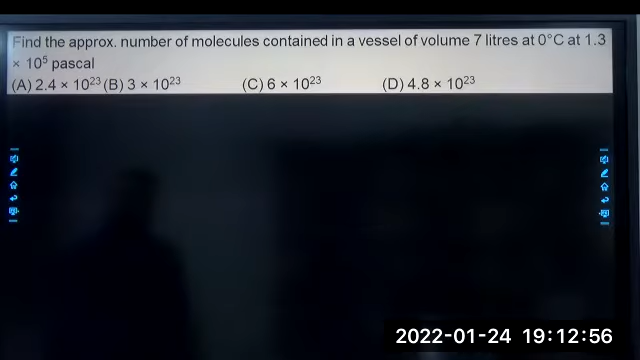 Find the approx. number of molecules contained in a vessel of volume 7 litres at 0°C at 1.3
× 10⁵ pascal
(A) 2.4 × 10²³ (B) 3 × 10²³ (C) 6 × 10²³ (D) 4.8 × 10²³
2022-01-24 19:12:56